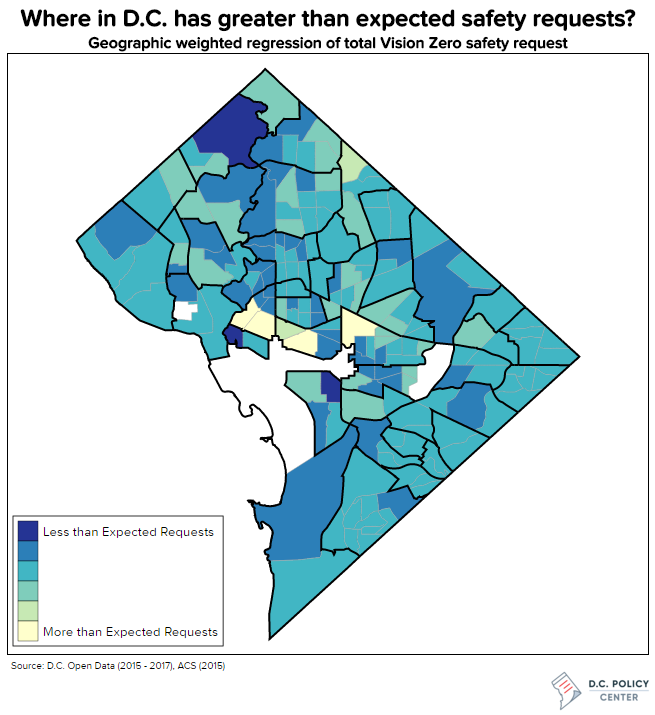 Where in D.C. has greater than expected safety requests?
Geographic weighted regression of total Vision Zero safety request
Less than Expected Requests
More than Expected Requests
Source: D.C. Open Data (2015 - 2017), ACS (2015)
D.C. POLICY
CENTER